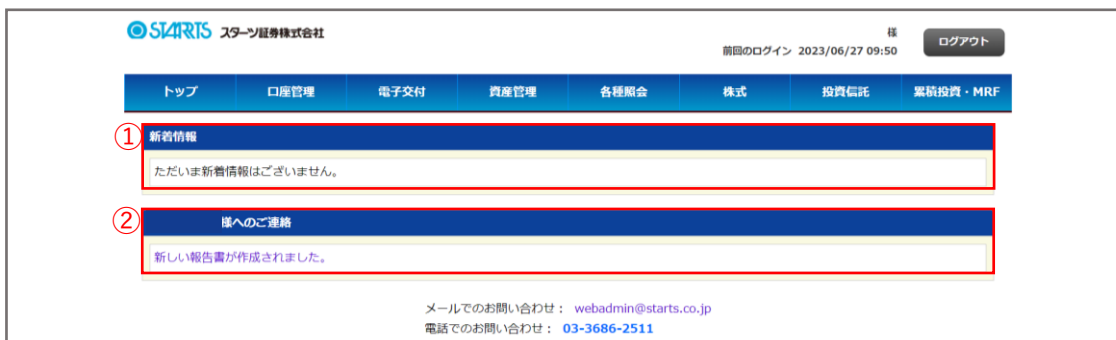 STARTS スターツ証券株式会社
様
前回のログイン 2023/06/27 09:50
ログアウト
トップ 口座管理 電子交付 資産管理 各種照会 株式 投資信託 累積投資・MRF
① 新着情報
ただいま新着情報はございません。
② 様へのご連絡
新しい報告書が作成されました。
メールでのお問い合わせ： webadmin@starts.co.jp
電話でのお問い合わせ： 03-3686-2511